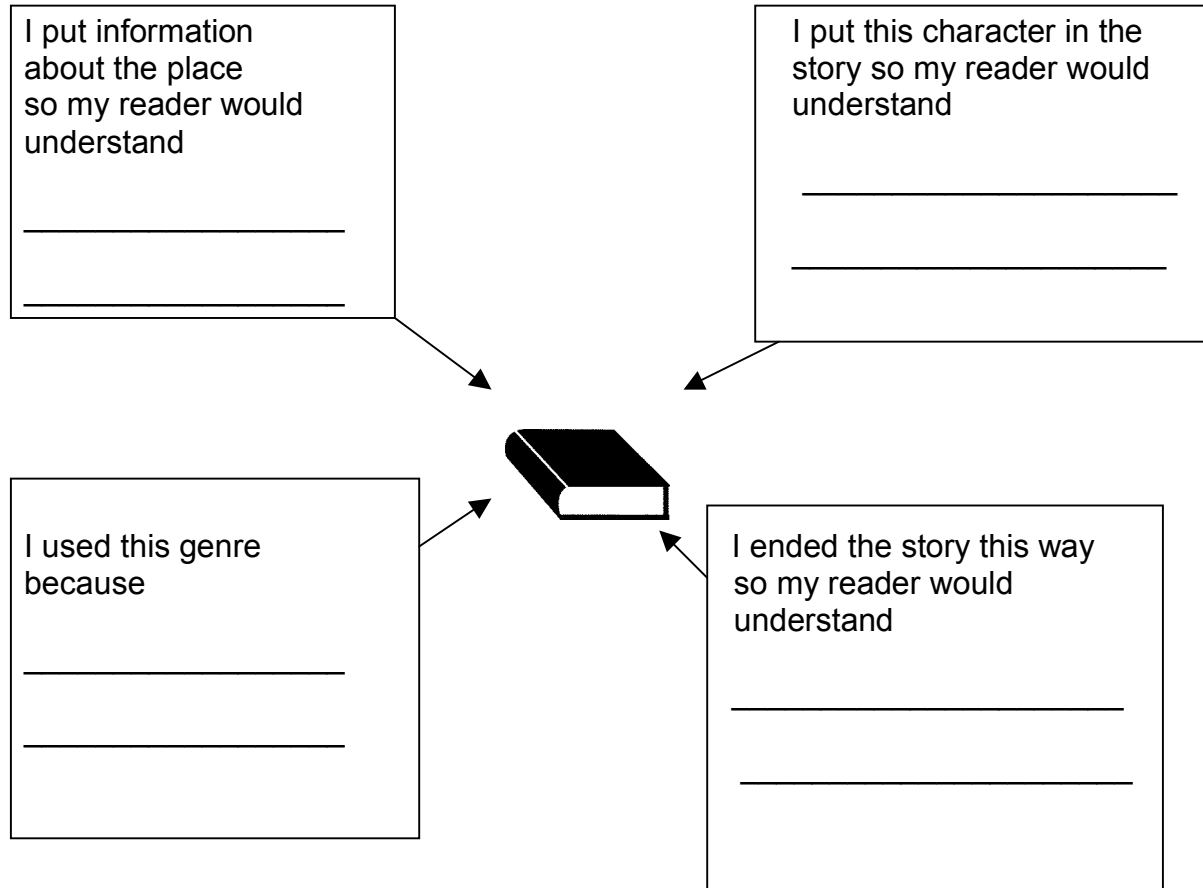 I put information
about the place
so my reader would
understand
I put this character in the
story so my reader would
understand
I used this genre
because
I ended the story this way
so my reader would
understand